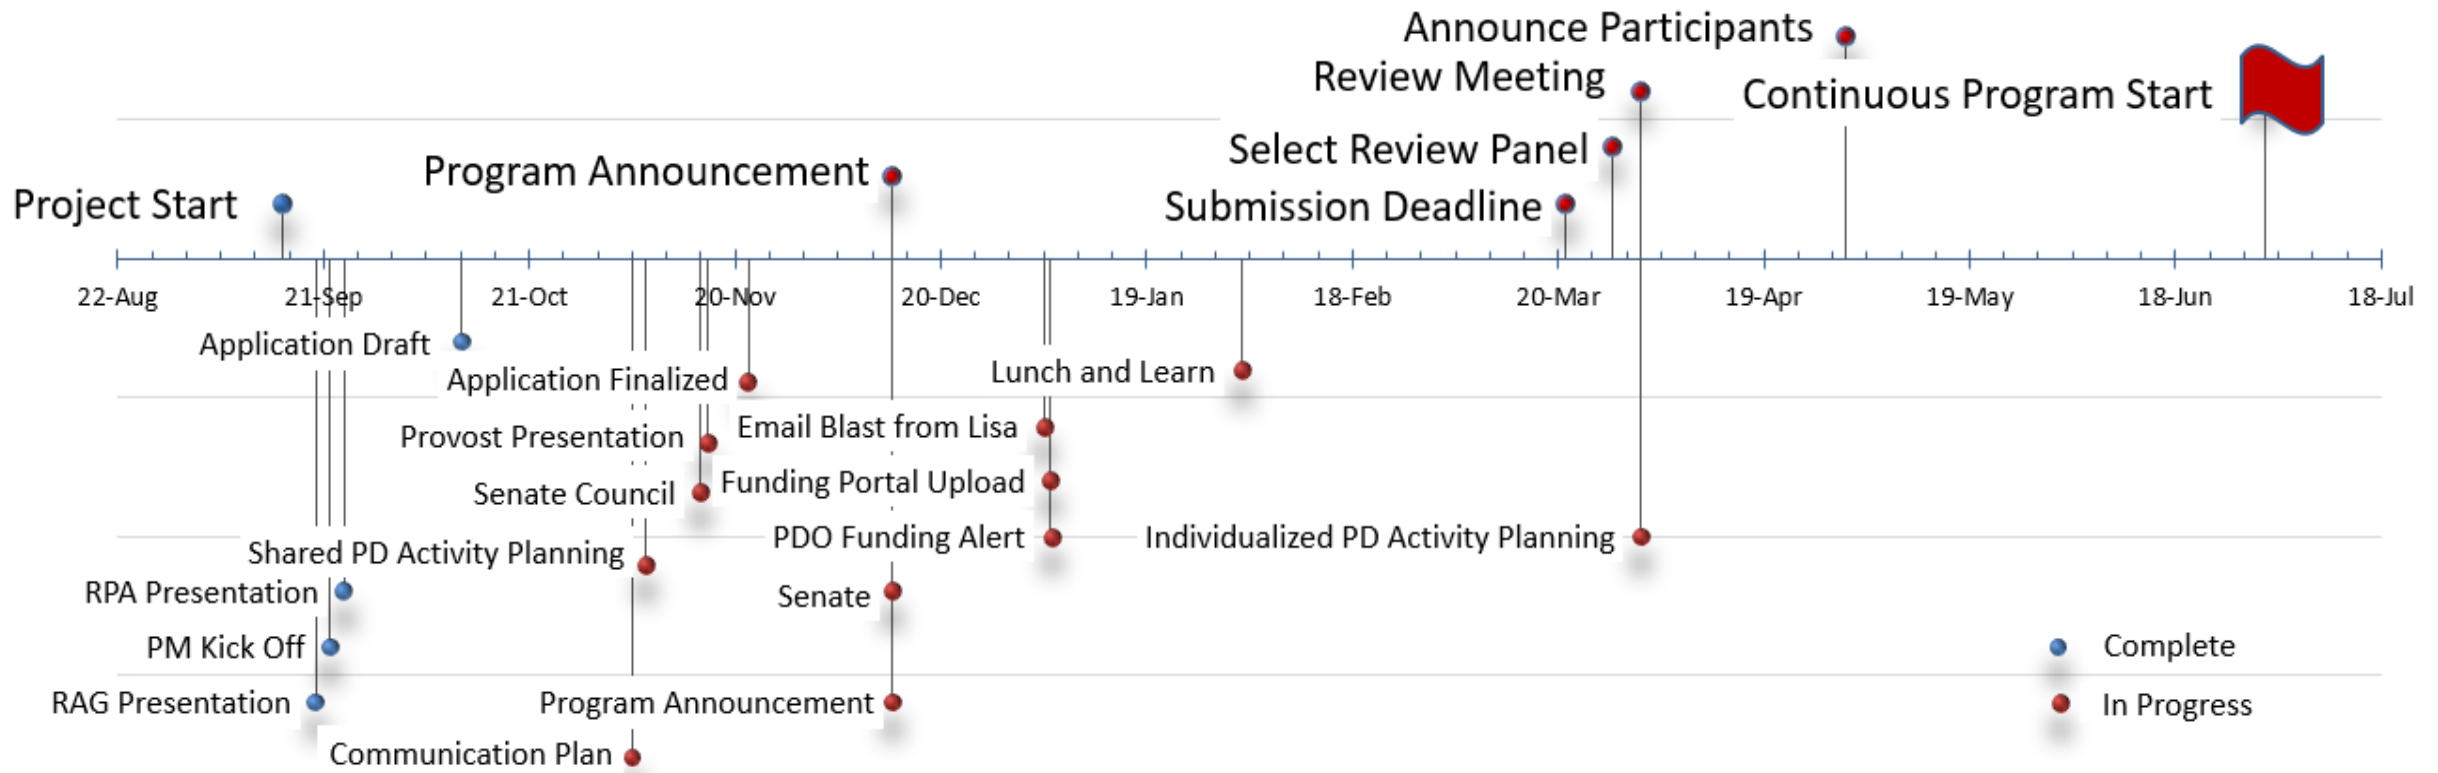 Announce Participants
Review Meeting
Continuous Program Start
Select Review Panel
Program Announcement
Project Start
Submission Deadline
22-Aug 21-Sep 21-Oct 20-Nov 20-Dec 19-Jan 18-Feb 20-Mar 19-Apr 19-May 18-Jun 18-Jul
Application Draft
Application Finalized
Lunch and Learn
Provost Presentation
Email Blast from Lisa
Senate Council
Funding Portal Upload
PDO Funding Alert
Individualized PD Activity Planning
Shared PD Activity Planning
RPA Presentation
Senate
PM Kick Off
Complete
RAG Presentation
Program Announcement
In Progress
Communication Plan